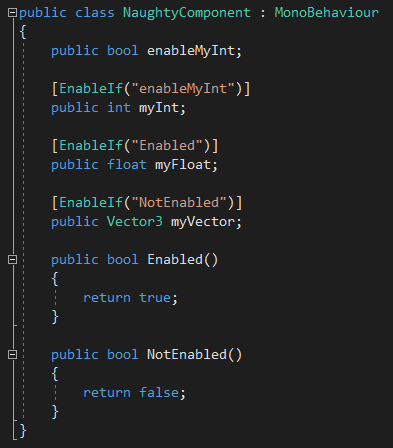 public class NaughtyComponent : MonoBehaviour
{
    public bool enableMyInt;

    [EnableIf("enableMyInt")]
    public int myInt;

    [EnableIf("Enabled")]
    public float myFloat;

    [EnableIf("NotEnabled")]
    public Vector3 myVector;

    public bool Enabled()
    {
        return true;
    }

    public bool NotEnabled()
    {
        return false;
    }
}